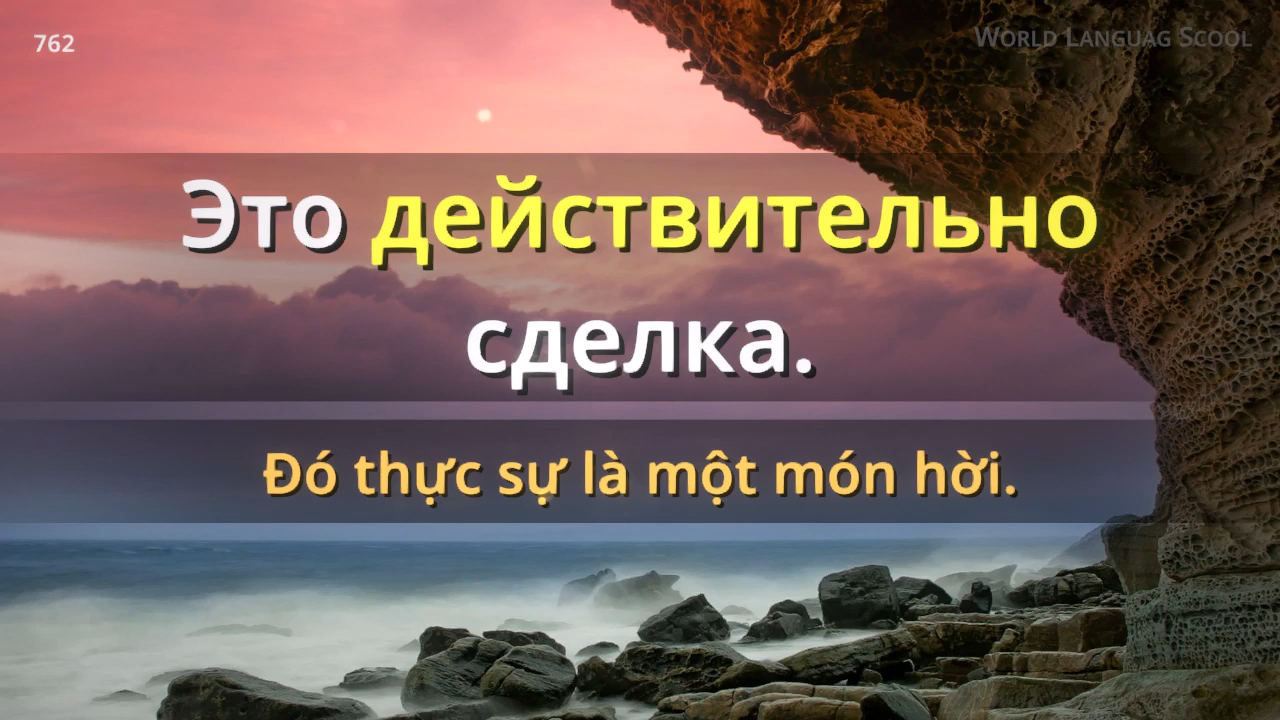 762
World Languag Scool
Это действительно
сделка.
Đó thực sự là một món hời.